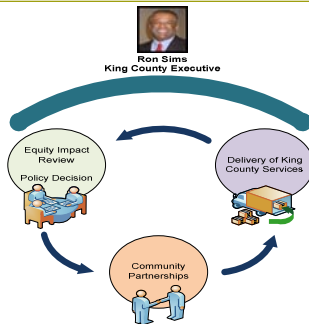 Ron Sims
King County Executive
Equity Impact
Review
Policy Decision
Delivery of King
County Services
Community
Partnerships